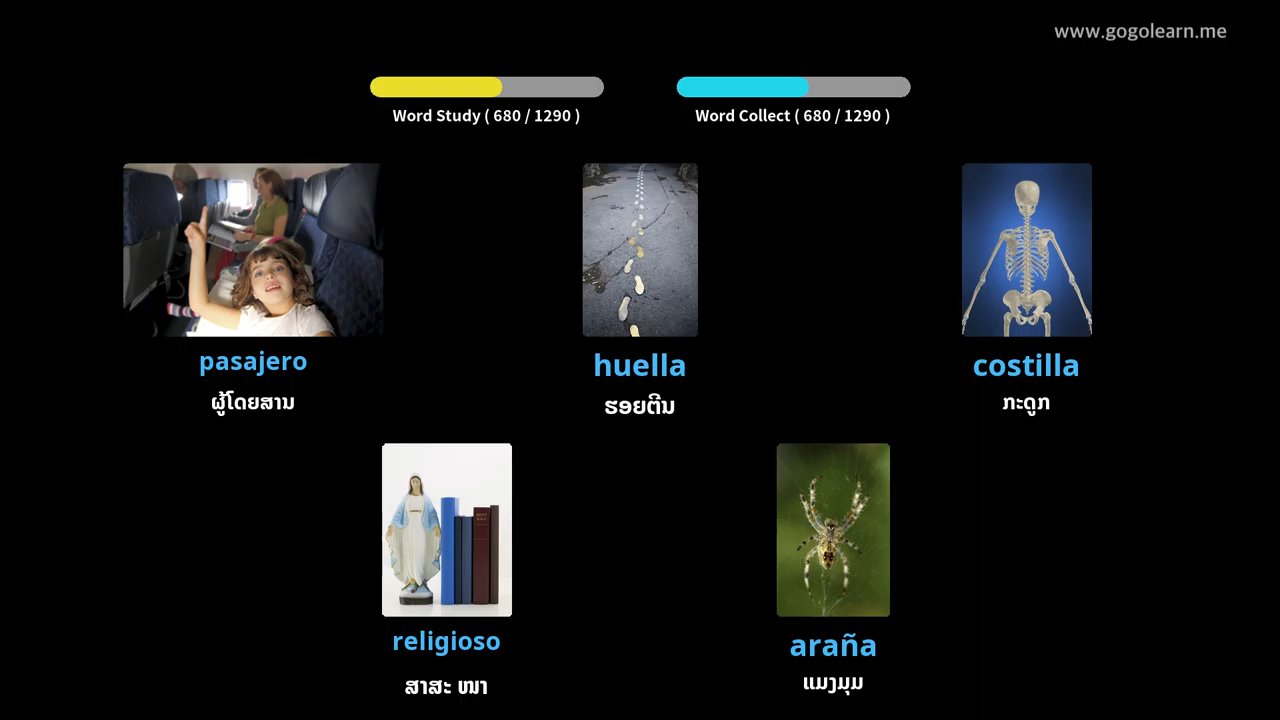 www.gogolearn.me
Word Study ( 680 / 1290 )
Word Collect ( 680 / 1290 )
pasajero
ຜູ້ໂດຍສານ
huella
ຮອຍຕີນ
costilla
ກະດູກ
religioso
ສາສະ ໜາ
araña
ແມງມຸມ